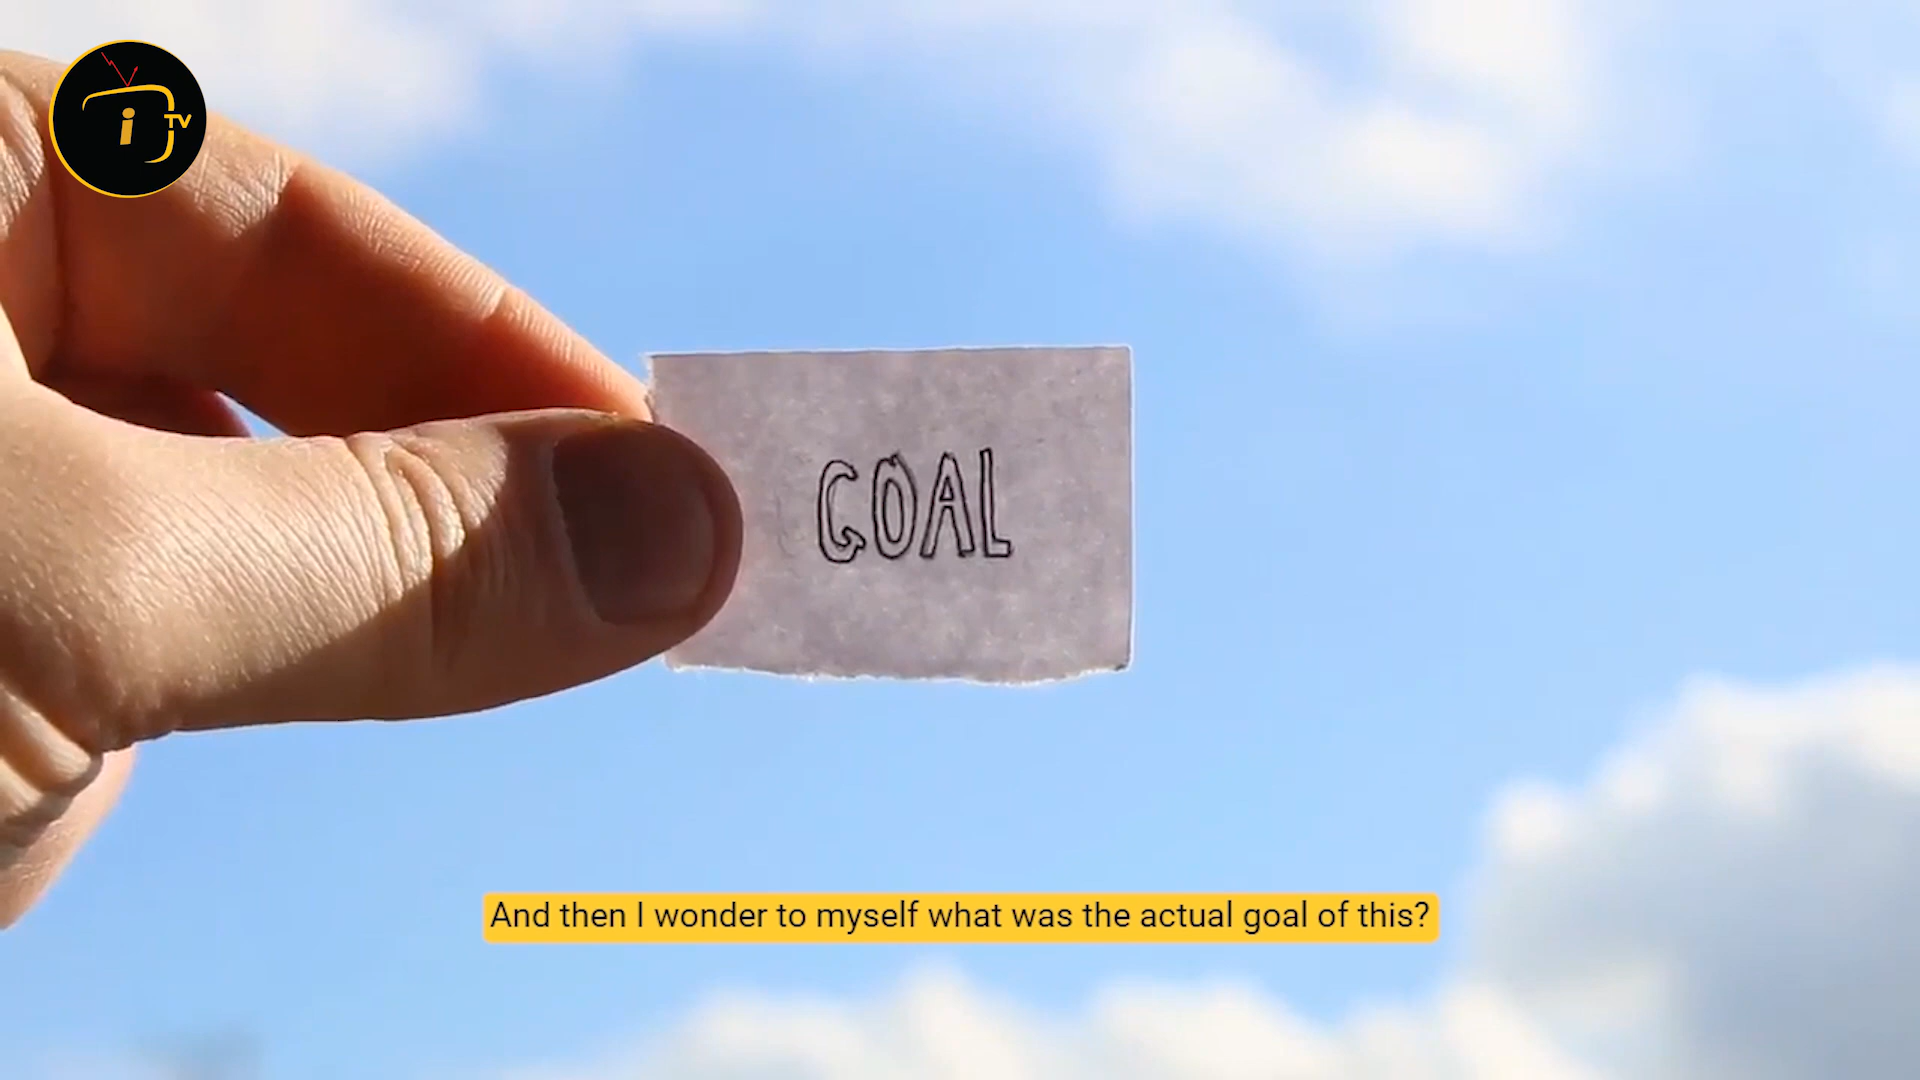 i
TV
GOAL
And then I wonder to myself what was the actual goal of this?